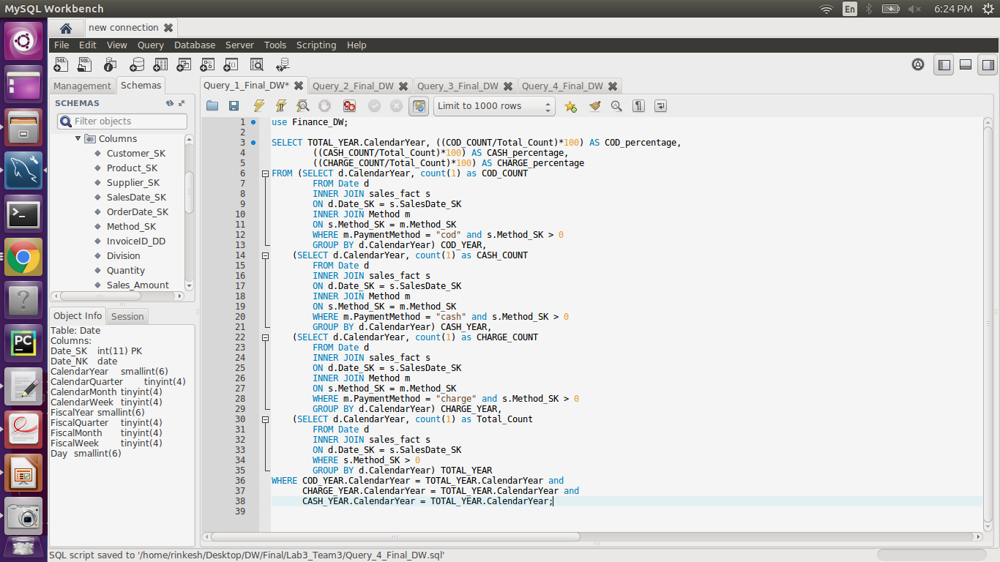 MySQL Workbench
En
6:24 PM
new connection
File Edit View Query Database Server Tools Scripting Help
Management Schemas
SCHEMAS
Filter objects
Columns
Customer_SK
Product_SK
Supplier_SK
SalesDate_SK
OrderDate_SK
Method_SK
InvoiceID_DD
Division
Quantity
Sales_Amount
Object Info Session
Table: Date
Columns:
Date_SK int(11) PK
Date_NK date
CalendarYear smallint(6)
CalendarQuarter tinyint(4)
CalendarMonth tinyint(4)
CalendarWeek tinyint(4)
FiscalYear smallint(6)
FiscalQuarter tinyint(4)
FiscalMonth tinyint(4)
FiscalWeek tinyint(4)
Day smallint(6)
Query_1_Final_DW* Query_2_Final_DW Query_3_Final_DW Query_4_Final_DW
Limit to 1000 rows
1 use Finance_DW;
2
3 SELECT TOTAL_YEAR.CalendarYear, ((COD_COUNT/Total_Count)*100) AS COD_percentage,
4 ((CASH_COUNT/Total_Count)*100) AS CASH_percentage,
5 ((CHARGE_COUNT/Total_Count)*100) AS CHARGE_percentage
6 FROM (SELECT d.CalendarYear, count(1) as COD_COUNT
7 FROM Date d
8 INNER JOIN sales_fact s
9 ON d.Date_SK = s.SalesDate_SK
10 INNER JOIN Method m
11 ON s.Method_SK = m.Method_SK
12 WHERE m.PaymentMethod = "cod" and s.Method_SK > 0
13 GROUP BY d.CalendarYear) COD_YEAR,
14 (SELECT d.CalendarYear, count(1) as CASH_COUNT
15 FROM Date d
16 INNER JOIN sales_fact s
17 ON d.Date_SK = s.SalesDate_SK
18 INNER JOIN Method m
19 ON s.Method_SK = m.Method_SK
20 WHERE m.PaymentMethod = "cash" and s.Method_SK > 0
21 GROUP BY d.CalendarYear) CASH_YEAR,
22 (SELECT d.CalendarYear, count(1) as CHARGE_COUNT
23 FROM Date d
24 INNER JOIN sales_fact s
25 ON d.Date_SK = s.SalesDate_SK
26 INNER JOIN Method m
27 ON s.Method_SK = m.Method_SK
28 WHERE m.PaymentMethod = "charge" and s.Method_SK > 0
29 GROUP BY d.CalendarYear) CHARGE_YEAR,
30 (SELECT d.CalendarYear, count(1) as Total_Count
31 FROM Date d
32 INNER JOIN sales_fact s
33 ON d.Date_SK = s.SalesDate_SK
34 WHERE s.Method_SK > 0
35 GROUP BY d.CalendarYear) TOTAL_YEAR
36 WHERE COD_YEAR.CalendarYear = TOTAL_YEAR.CalendarYear and
37 CHARGE_YEAR.CalendarYear = TOTAL_YEAR.CalendarYear and
38 CASH_YEAR.CalendarYear = TOTAL_YEAR.CalendarYear;
39
PC
SQL script saved to '/home/rinkesh/Desktop/DW/Final/Lab3_Team3/Query_4_Final_DW.sql'